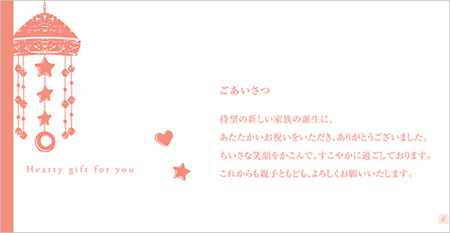 ごあいさつ
待望の新しい家族の誕生に、
あたたかいお祝いをいただき、ありがとうございました。
ちいさな笑顔をかこんで、すこやかに過ごしております。
これからも親子ともども、よろしくお願いいたします。
Hearty gift for you